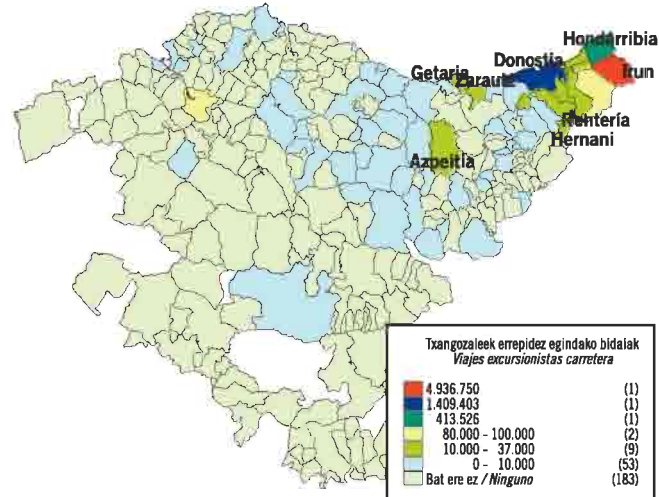 Hondarribia
Donostia
Irun
Getaria
Zarautz
Rentería
Hernani
Azpeitia
Txangozaleek errepidez egindako bidaiak
Viajes excursionistas carretera
4.936.750 (1)
1.409.403 (1)
413.526 (1)
80.000 - 100.000 (2)
10.000 - 37.000 (9)
0 - 10.000 (53)
Bat ere ez / Ninguno (183)